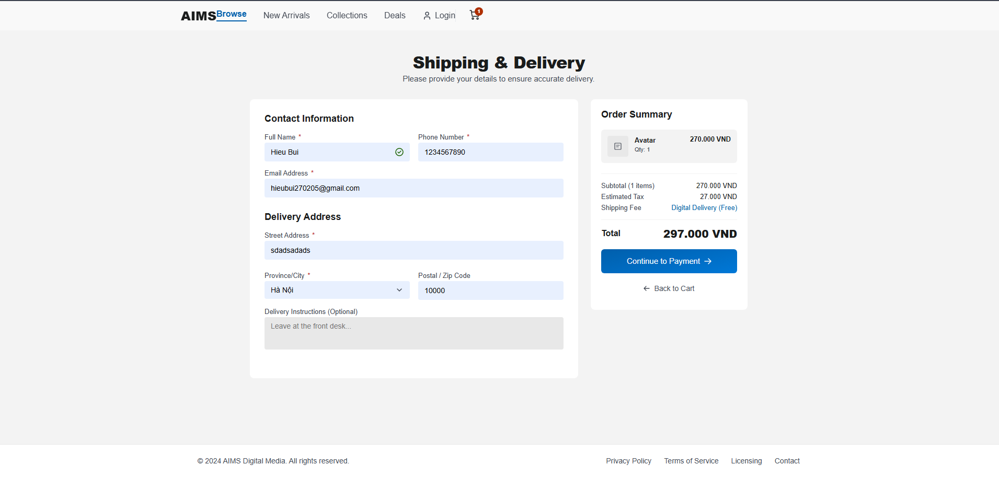 AIMS Browse New Arrivals Collections Deals Login 1
Shipping & Delivery
Please provide your details to ensure accurate delivery.
Contact Information
Full Name * Phone Number *
Hieu Bui 1234567890
Email Address *
hieubui270205@gmail.com
Delivery Address
Street Address *
sdadsadads
Province/City * Postal / Zip Code
Hà Nội 10000
Delivery Instructions (Optional)
Leave at the front desk...
Order Summary
Avatar 270.000 VND
Qty: 1
Subtotal (1 items) 270.000 VND
Estimated Tax 27.000 VND
Shipping Fee Digital Delivery (Free)
Total 297.000 VND
Continue to Payment →
← Back to Cart
© 2024 AIMS Digital Media. All rights reserved. Privacy Policy Terms of Service Licensing Contact